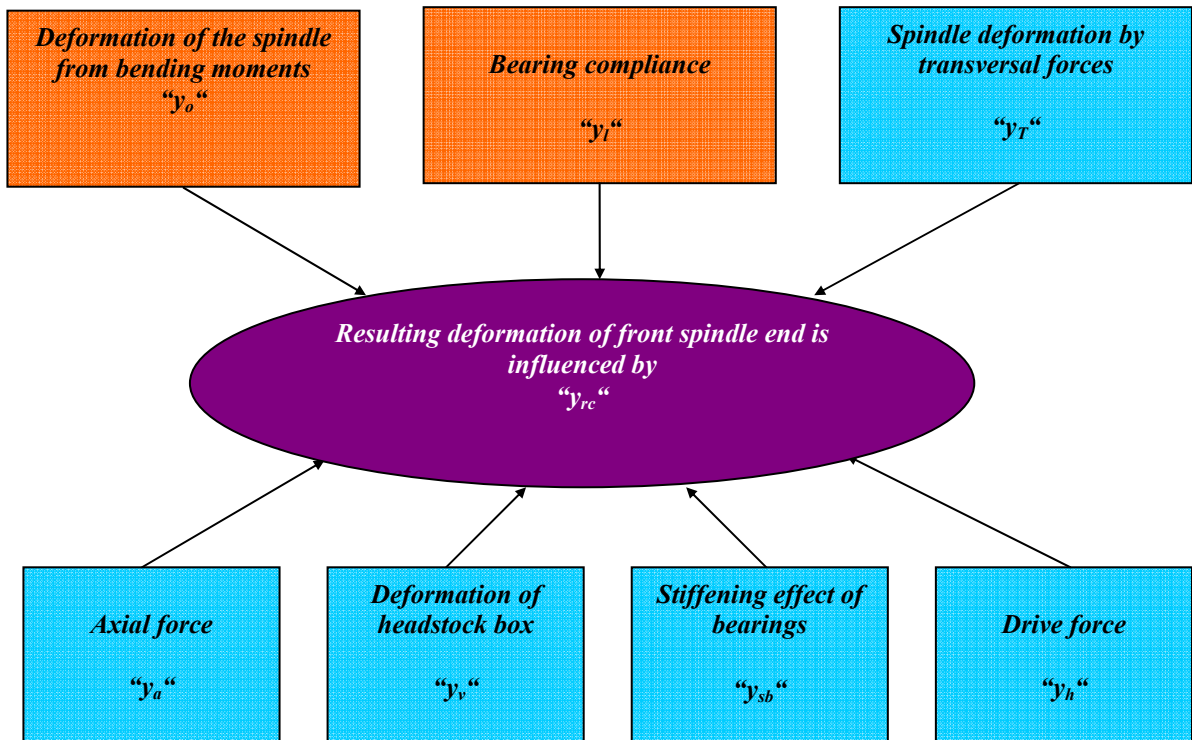 Deformation of the spindle
from bending moments
“yo“
Bearing compliance
“yl“
Spindle deformation by
transversal forces
“yT“
Resulting deformation of front spindle end is
influenced by
“yrc“
Axial force
“ya“
Deformation of
headstock box
“yv“
Stiffening effect of
bearings
“ysb“
Drive force
“yh“